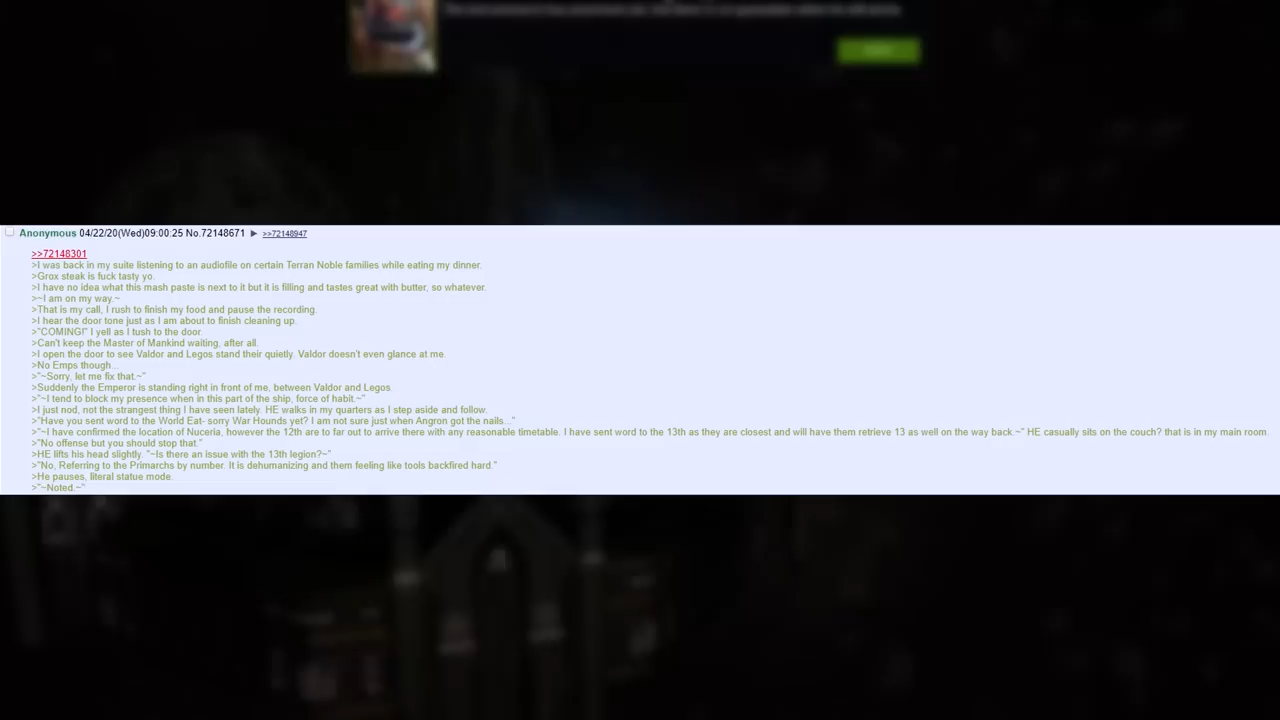 Anonymous 04/22/20(Wed)09:00:25 No.72148671 ▶ >>72148947
>>72148301
>I was back in my suite listening to an audiofile on certain Terran Noble families while eating my dinner.
>Grox steak is fuck tasty yo.
>I have no idea what this mash paste is next to it but it is filling and tastes great with butter, so whatever.
>~I am on my way.~
>That is my call, I rush to finish my food and pause the recording.
>I hear the door tone just as I am about to finish cleaning up.
>"COMING!" I yell as I tush to the door.
>Can't keep the Master of Mankind waiting, after all.
>I open the door to see Valdor and Legos stand their quietly. Valdor doesn't even glance at me.
>No Emps though...
>"~Sorry, let me fix that.~"
>Suddenly the Emperor is standing right in front of me, between Valdor and Legos.
>"~I tend to block my presence when in this part of the ship, force of habit.~"
>I just nod, not the strangest thing I have seen lately. HE walks in my quarters as I step aside and follow.
>"Have you sent word to the World Eat- sorry War Hounds yet? I am not sure just when Angron got the nails..."
>"~I have confirmed the location of Nuceria, however the 12th are to far out to arrive there with any reasonable timetable. I have sent word to the 13th as they are closest and will have them retrieve 13 as well on the way back.~" HE casually sits on the couch? that is in my main room.
>"No offense but you should stop that."
>HE lifts his head slightly. "~Is there an issue with the 13th legion?~"
>"No, Referring to the Primarchs by number. It is dehumanizing and them feeling like tools backfired hard."
>He pauses, literal statue mode.
>"~Noted.~"